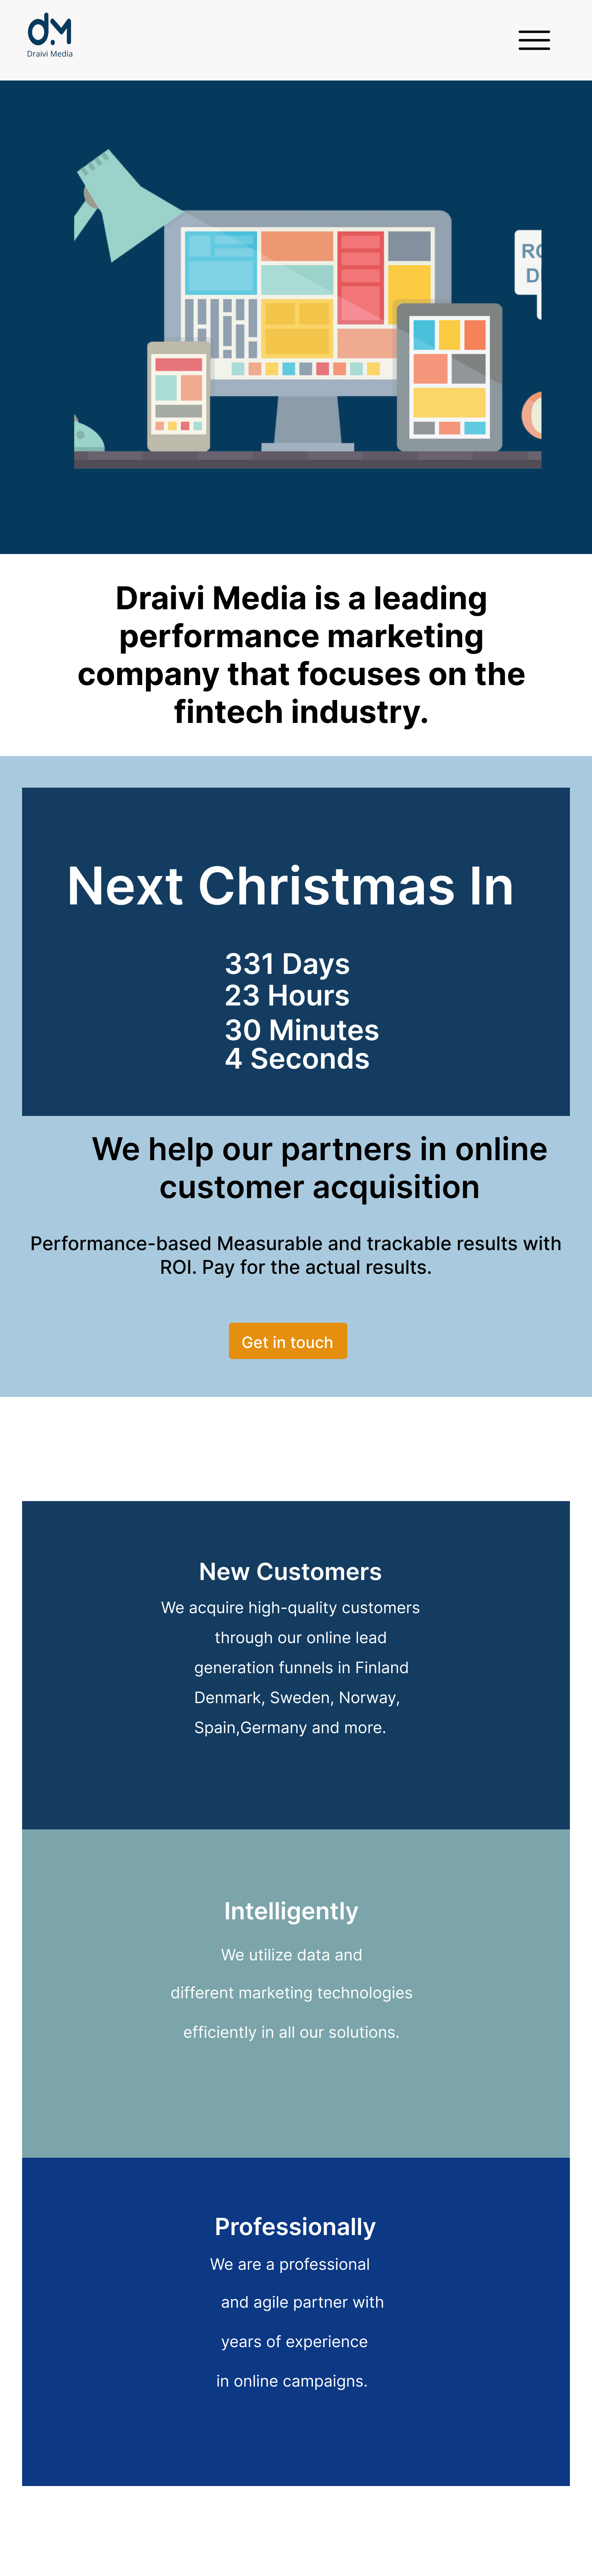 dM
Draivi Media
Draivi Media is a leading
performance marketing
company that focuses on the
fintech industry.
Next Christmas In
331 Days
23 Hours
30 Minutes
4 Seconds
We help our partners in online
customer acquisition
Performance-based Measurable and trackable results with
ROI. Pay for the actual results.
Get in touch
New Customers
We acquire high-quality customers
through our online lead
generation funnels in Finland
Denmark, Sweden, Norway,
Spain,Germany and more.
Intelligently
We utilize data and
different marketing technologies
efficiently in all our solutions.
Professionally
We are a professional
and agile partner with
years of experience
in online campaigns.